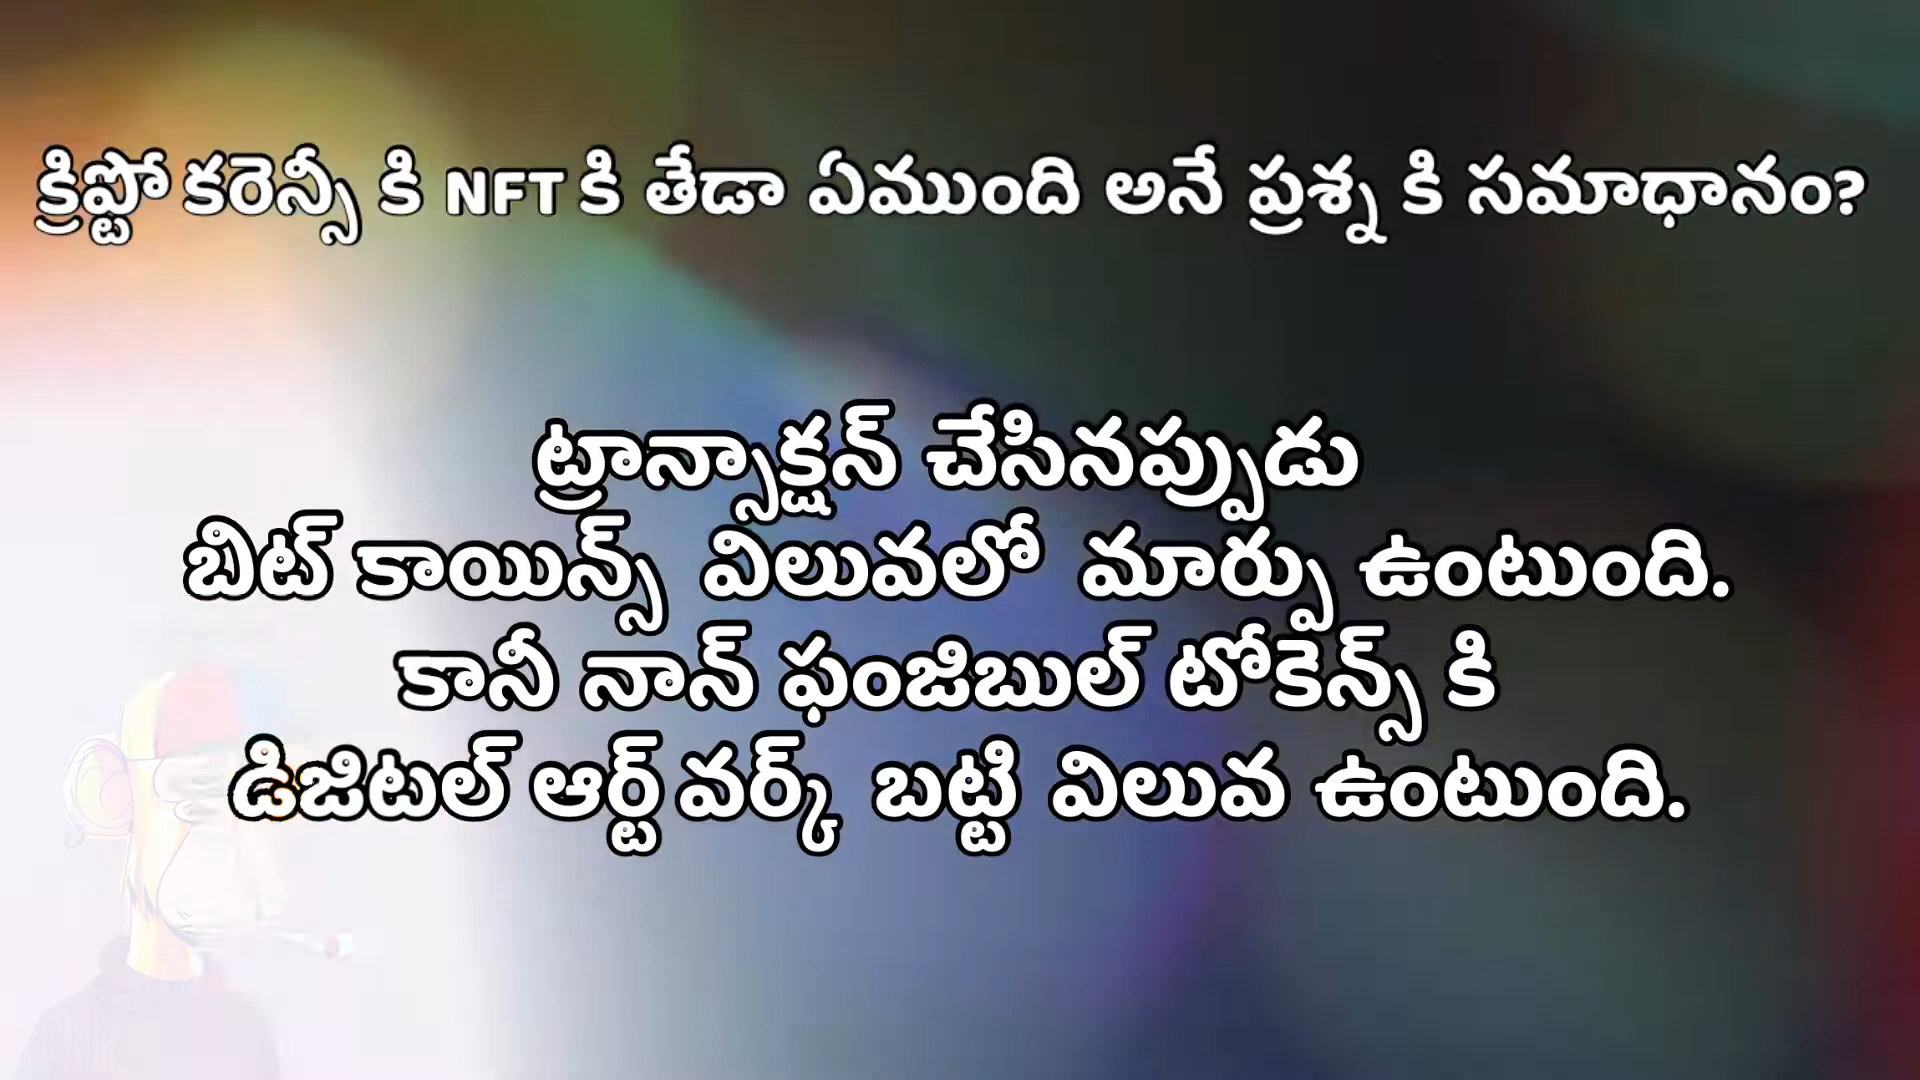 క్రిప్టో కరెన్సీ కి NFT కి తేడా ఏముంది అనే ప్రశ్న కి సమాధానం?
ట్రాన్సాక్షన్ చేసినప్పుడు
బిట్ కాయిన్స్ విలువలో మార్పు ఉంటుంది.
కానీ నాన్ ఫంజిబుల్ టోకెన్స్ కి
డిజిటల్ ఆర్ట్ వర్క్ బట్టి విలువ ఉంటుంది.